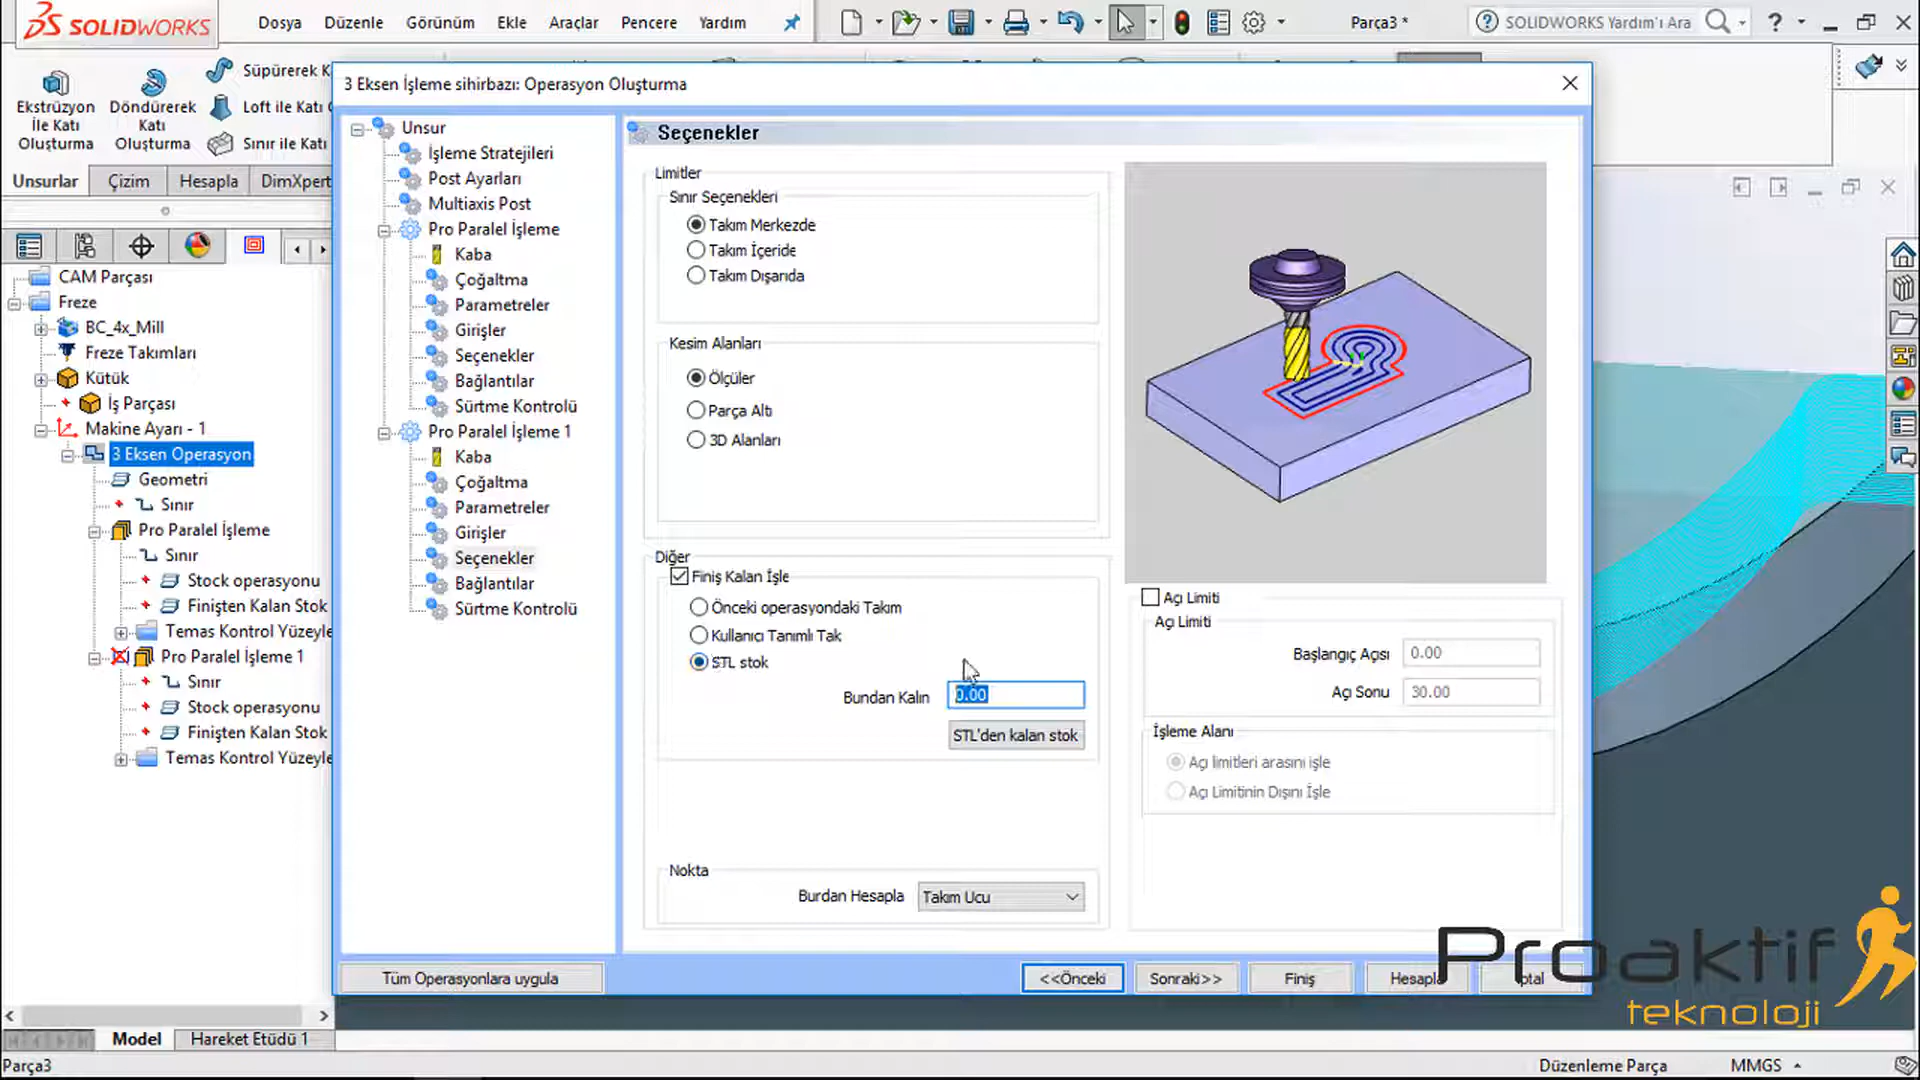 SOLIDWORKS
Dosya
Düzenle
Görünüm
Ekle
Araçlar
Pencere
Yardım
Parça3 *
SOLIDWORKS Yardım'ı Ara
Ekstrüzyon
İle Katı
Oluşturma
Döndürerek
Katı
Oluşturma
Süpürerek K
Loft ile Katı
Sınır ile Katı
Unsurlar
Çizim
Hesapla
DimXpert
CAM Parçası
Freze
BC_4x_Mill
Freze Takımları
Kütük
İş Parçası
Makine Ayarı - 1
3 Eksen Operasyon
Geometri
Sınır
Pro Paralel İşleme
Sınır
Stock operasyonu
Finişten Kalan Stok
Temas Kontrol Yüzeyle
Pro Paralel İşleme 1
Sınır
Stock operasyonu
Finişten Kalan Stok
Temas Kontrol Yüzeyle
3 Eksen İşleme sihirbazı: Operasyon Oluşturma
Unsur
İşleme Stratejileri
Post Ayarları
Multiaxis Post
Pro Paralel İşleme
Kaba
Çoğaltma
Parametreler
Girişler
Seçenekler
Bağlantılar
Sürtme Kontrolü
Pro Paralel İşleme 1
Kaba
Çoğaltma
Parametreler
Girişler
Seçenekler
Bağlantılar
Sürtme Kontrolü
Seçenekler
Limitler
Sınır Seçenekleri
Takım Merkezde
Takım İçeride
Takım Dışarıda
Kesim Alanları
Ölçüler
Parça Altı
3D Alanları
Diğer
Finiş Kalan İşle
Önceki operasyondaki Takım
Kullanıcı Tanımlı Tak
STL stok
Bundan Kalın
0.00
STL'den kalan stok
Nokta
Burdan Hesapla
Takım Ucu
Açı Limiti
Açı Limiti
Başlangıç Açısı
0.00
Açı Sonu
30.00
İşleme Alanı
Açı limitleri arasını işle
Açı Limitinin Dışını İşle
Tüm Operasyonlara uygula
<<Önceki
Sonraki>>
Finiş
Hesapla
ptal
Proaktif
teknoloji
Model
Hareket Etüdü 1
Parça3
Düzenleme Parça
MMGS